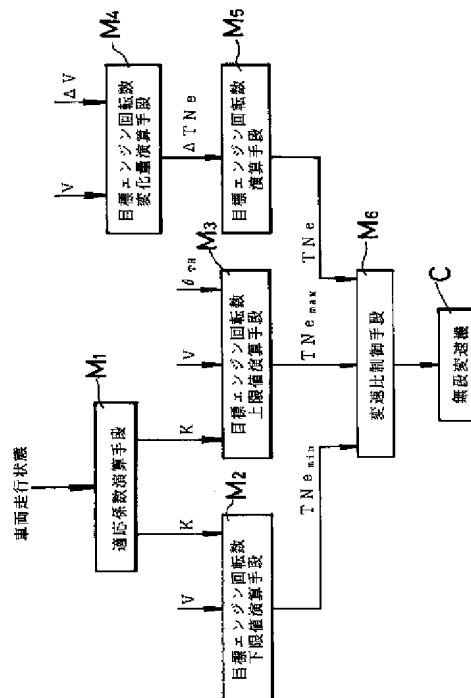 車両走行状態
適応係数演算手段
M1
K
K
V
目標エンジン回転数
下限値演算手段
M2
V
θTH
目標エンジン回転数
上限値演算手段
M3
V
ΔV
目標エンジン回転数
変化量演算手段
M4
ΔTNe
目標エンジン回転数
演算手段
M5
TNe min
TNe max
TNe
変速比制御手段
M6
無段変速機
C